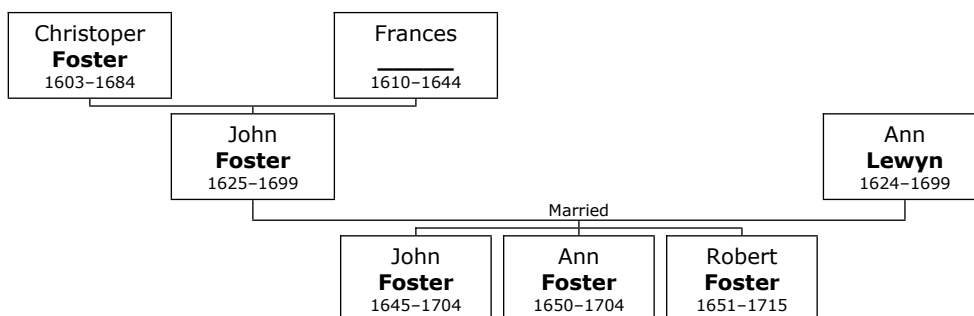 Christoper
Foster
1603–1684
Frances
______
1610–1644
John
Foster
1625–1699
Ann
Lewyn
1624–1699
Married
John
Foster
1645–1704
Ann
Foster
1650–1704
Robert
Foster
1651–1715